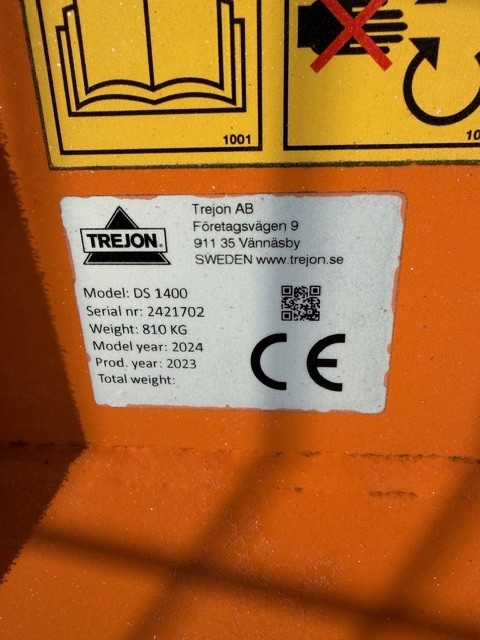 1001
10
TREJON
Trejon AB
Företagsvägen 9
911 35 Vännäsby
SWEDEN www.trejon.se
Model: DS 1400
Serial nr: 2421702
Weight: 810 KG
Model year: 2024
Prod. year: 2023
Total weight:
CE